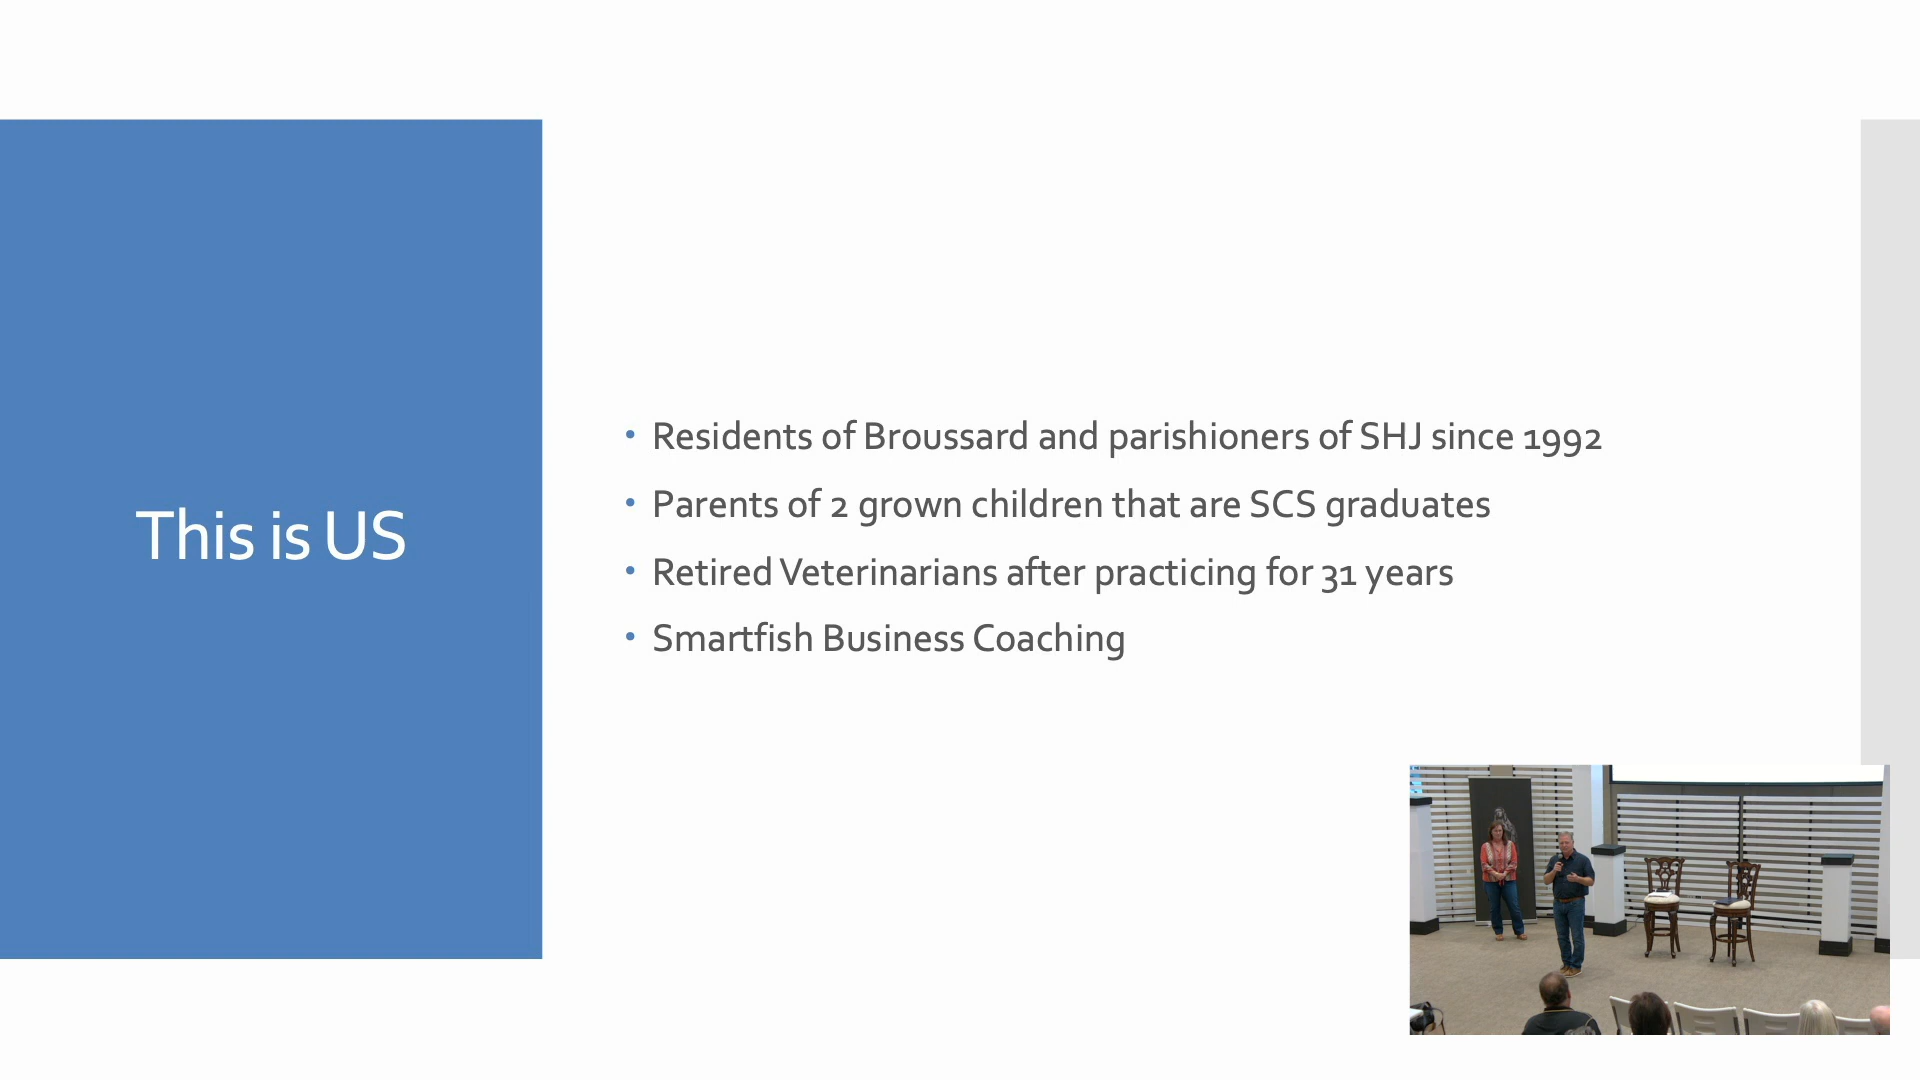 This is US
Residents of Broussard and parishioners of SHJ since 1992
Parents of 2 grown children that are SCS graduates
Retired Veterinarians after practicing for 31 years
Smartfish Business Coaching